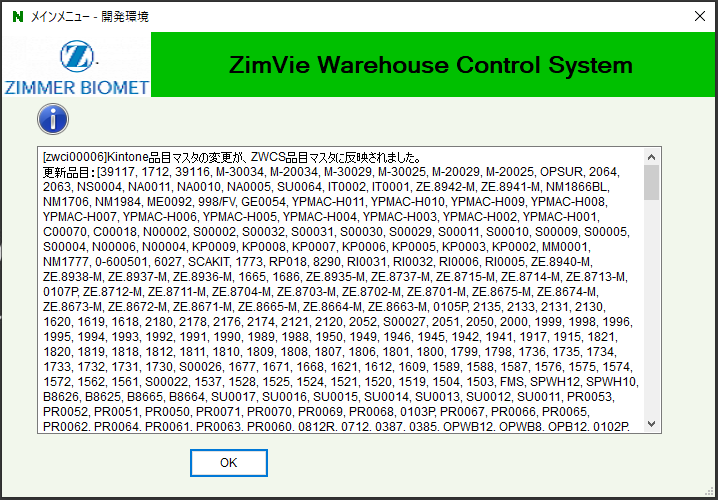 N メインメニュー - 開発環境
Z
ZIMMER BIOMET
ZimVie Warehouse Control System
[zwci00006]Kintone品目マスタの変更が、ZWCS品目マスタに反映されました。
更新品目：[39117, 1712, 39116, M-30034, M-20034, M-30029, M-30025, M-20029, M-20025, OPSUR, 2064,
2063, NS0004, NA0011, NA0010, NA0005, SU0064, IT0002, IT0001, ZE.8942-M, ZE.8941-M, NM1866BL,
NM1706, NM1984, ME0092, 998/FV, GE0054, YPMAC-H011, YPMAC-H010, YPMAC-H009, YPMAC-H008,
YPMAC-H007, YPMAC-H006, YPMAC-H005, YPMAC-H004, YPMAC-H003, YPMAC-H002, YPMAC-H001,
C00070, C00018, N00002, S0002, S00032, S00031, S00030, S00029, S00011, S00010, S00009, S00005,
S00004, N00006, N00004, KP0009, KP0008, KP0007, KP0006, KP0005, KP0003, KP0002, MM0001,
NM1777, 0-600501, 6027, SCAKIT, 1773, RP018, 8290, RI0031, RI0032, RI0006, RI0005, ZE.8940-M,
ZE.8938-M, ZE.8937-M, ZE.8936-M, 1665, 1686, ZE.8935-M, ZE.8737-M, ZE.8715-M, ZE.8714-M, ZE.8713-M,
0107P, ZE.8712-M, ZE.8711-M, ZE.8704-M, ZE.8703-M, ZE.8702-M, ZE.8701-M, ZE.8675-M, ZE.8674-M,
ZE.8673-M, ZE.8672-M, ZE.8671-M, ZE.8665-M, ZE.8664-M, ZE.8663-M, 0105P, 2135, 2133, 2131, 2130,
1620, 1619, 1618, 2180, 2178, 2176, 2174, 2121, 2120, 2052, S00027, 2051, 2050, 2000, 1999, 1998, 1996,
1995, 1994, 1993, 1992, 1991, 1990, 1989, 1988, 1950, 1949, 1946, 1945, 1942, 1941, 1917, 1915, 1821,
1820, 1819, 1818, 1812, 1811, 1810, 1809, 1808, 1807, 1806, 1801, 1800, 1799, 1798, 1736, 1735, 1734,
1733, 1732, 1731, 1730, S00026, 1677, 1671, 1668, 1621, 1612, 1609, 1589, 1588, 1587, 1576, 1575, 1574,
1572, 1562, 1561, S00022, 1537, 1528, 1525, 1524, 1521, 1520, 1519, 1504, 1503, FMS, SPWH12, SPWH10,
B8626, B8625, B8665, B8664, SU0017, SU0016, SU0015, SU0014, SU0013, SU0012, SU0011, PR0053,
PR0052, PR0051, PR0050, PR0071, PR0070, PR0069, PR0068, 0103P, PR0067, PR0066, PR0065,
PR0062, PR0064, PR0061, PR0063, PR0060, 0812R, 0712, 0387, 0385, OPWB12, OPWB8, OPB12, 0102P,
OK